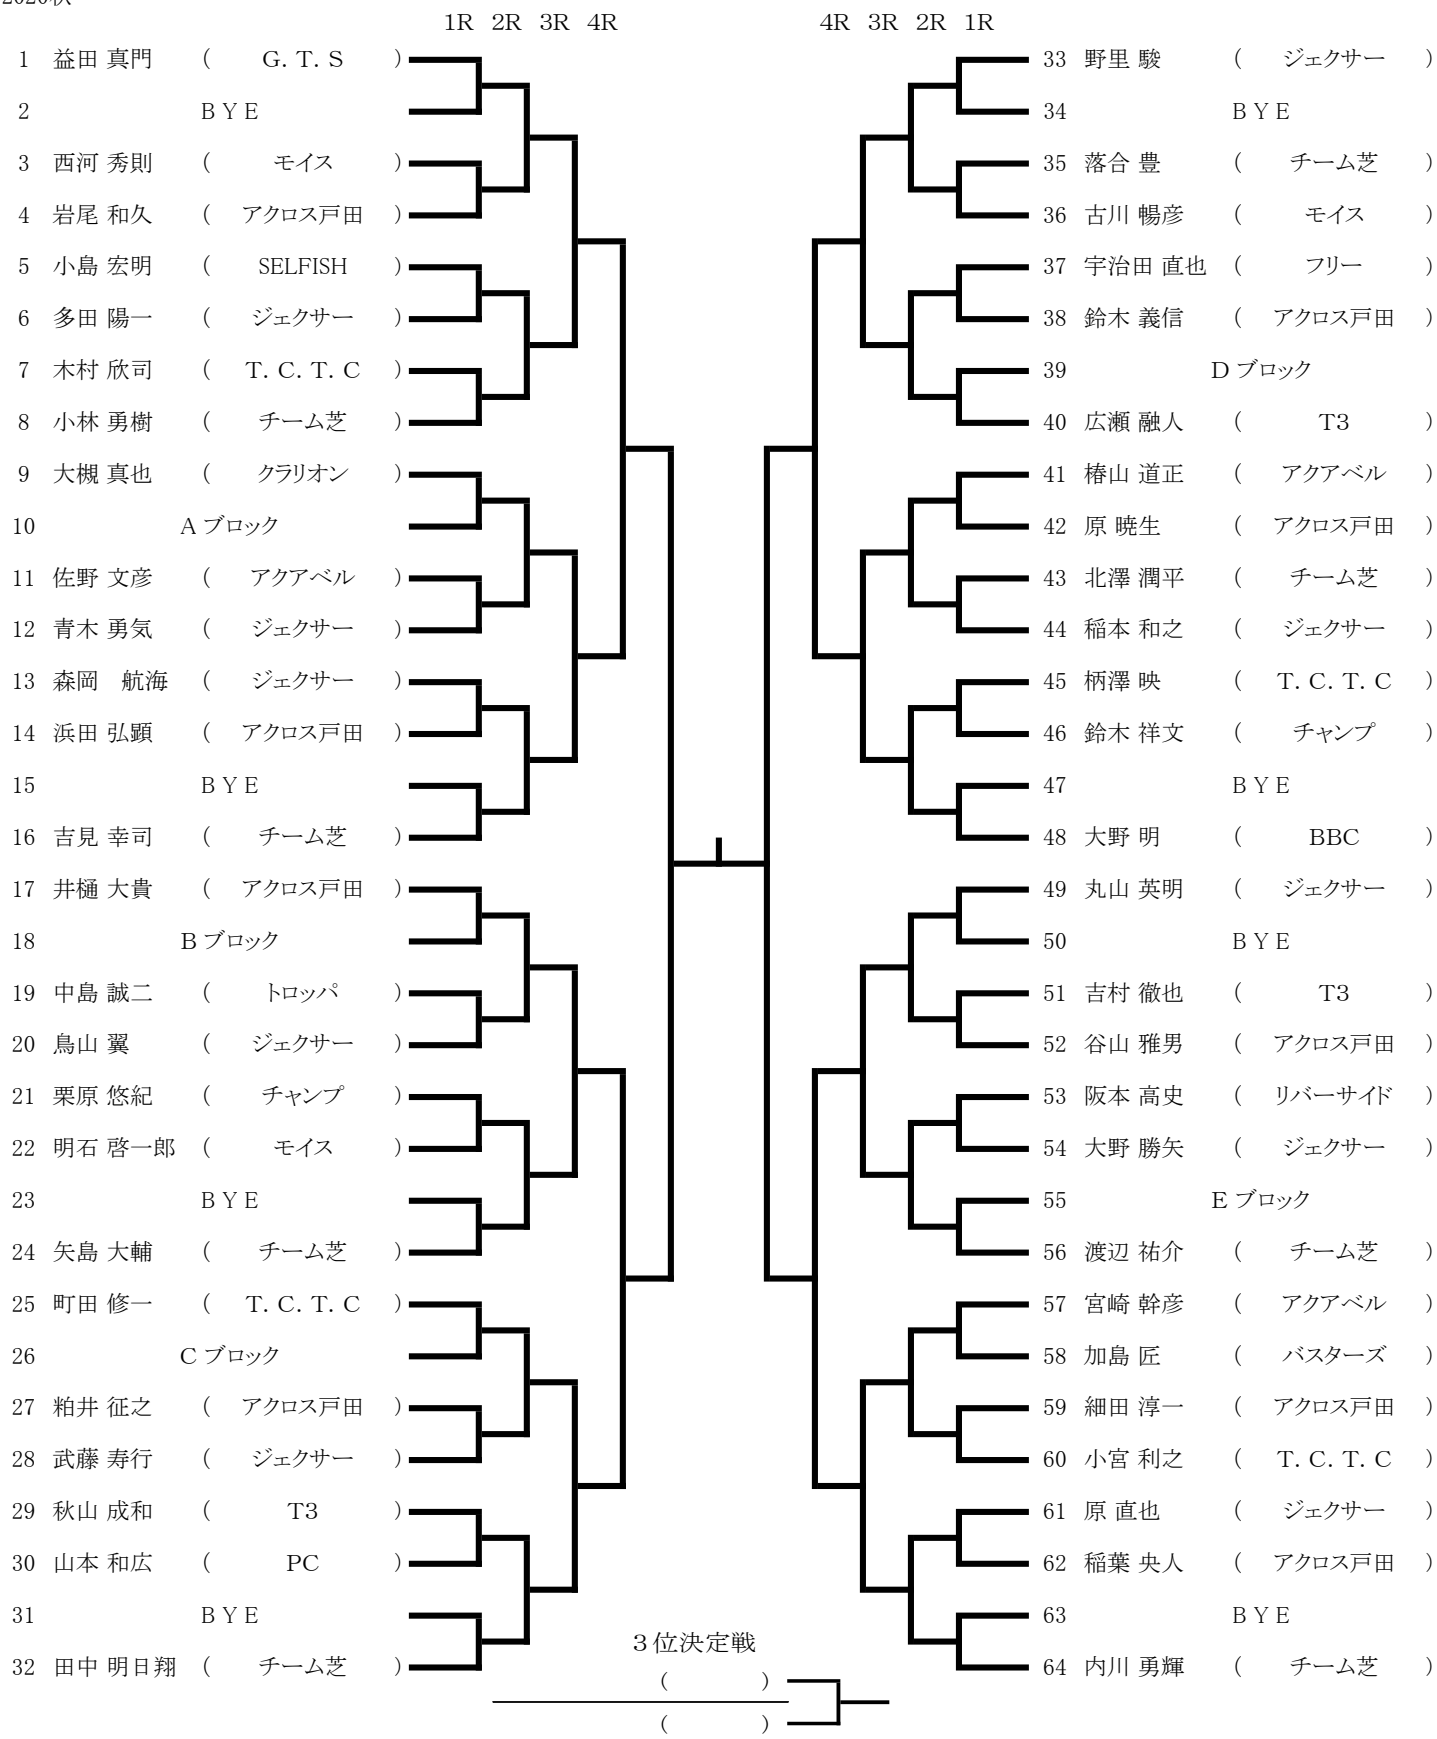 1R 2R 3R 4R
4R 3R 2R 1R
1 益田 真門 ( G. T. S )
2 B Y E
3 西河 秀則 ( モイス )
4 岩尾 和久 ( アクロス戸田 )
5 小島 宏明 ( SELFISH )
6 多田 陽一 ( ジェクサー )
7 木村 欣司 ( T. C. T. C )
8 小林 勇樹 ( チーム芝 )
9 大槻 真也 ( クラリオン )
10 A ブロック
11 佐野 文彦 ( アクアベル )
12 青木 勇気 ( ジェクサー )
13 森岡　航海 ( ジェクサー )
14 浜田 弘顕 ( アクロス戸田 )
15 B Y E
16 吉見 幸司 ( チーム芝 )
17 井樋 大貴 ( アクロス戸田 )
18 B ブロック
19 中島 誠二 ( トロッパ )
20 鳥山 翼 ( ジェクサー )
21 栗原 悠紀 ( チャンプ )
22 明石 啓一郎 ( モイス )
23 B Y E
24 矢島 大輔 ( チーム芝 )
25 町田 修一 ( T. C. T. C )
26 C ブロック
27 粕井 征之 ( アクロス戸田 )
28 武藤 寿行 ( ジェクサー )
29 秋山 成和 ( T3 )
30 山本 和広 ( PC )
31 B Y E
32 田中 明日翔 ( チーム芝 )
33 野里 駿 ( ジェクサー )
34 B Y E
35 落合 豊 ( チーム芝 )
36 古川 暢彦 ( モイス )
37 宇治田 直也 ( フリー )
38 鈴木 義信 ( アクロス戸田 )
39 D ブロック
40 広瀬 融人 ( T3 )
41 椿山 道正 ( アクアベル )
42 原 暁生 ( アクロス戸田 )
43 北澤 潤平 ( チーム芝 )
44 稲本 和之 ( ジェクサー )
45 柄澤 映 ( T. C. T. C )
46 鈴木 祥文 ( チャンプ )
47 B Y E
48 大野 明 ( BBC )
49 丸山 英明 ( ジェクサー )
50 B Y E
51 吉村 徹也 ( T3 )
52 谷山 雅男 ( アクロス戸田 )
53 阪本 高史 ( リバーサイド )
54 大野 勝矢 ( ジェクサー )
55 E ブロック
56 渡辺 祐介 ( チーム芝 )
57 宮崎 幹彦 ( アクアベル )
58 加島 匠 ( バスターズ )
59 細田 淳一 ( アクロス戸田 )
60 小宮 利之 ( T. C. T. C )
61 原 直也 ( ジェクサー )
62 稲葉 央人 ( アクロス戸田 )
63 B Y E
64 内川 勇輝 ( チーム芝 )
３位決定戦
( )
( )